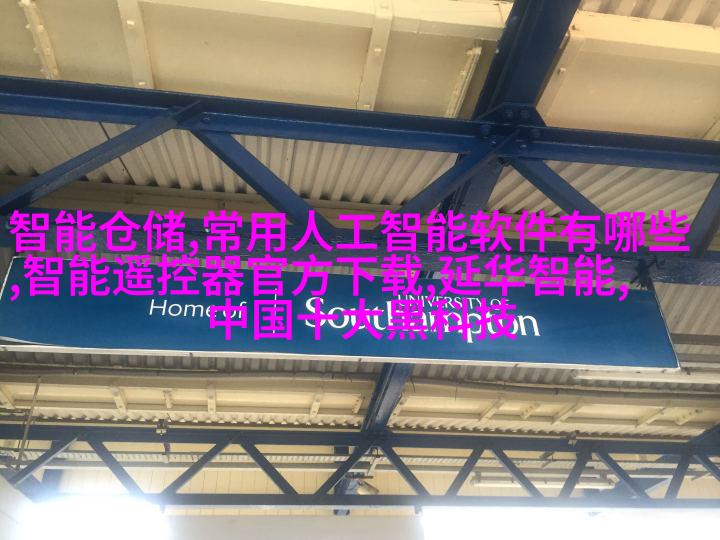 智能仓储,常用人工智能软件有哪些
,智能遥控器官方下载,延华智能,
中国十大黑科技
Home of
UNIVERSITY OF
Southampton